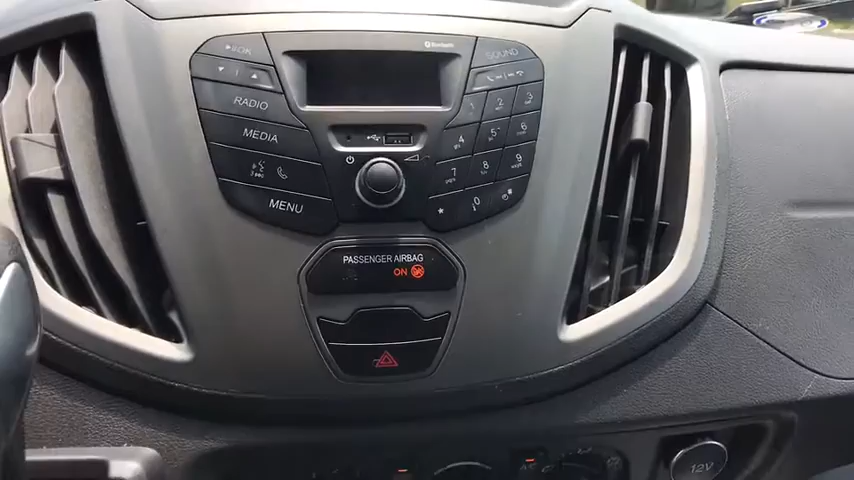 OK
Bluetooth
SOUND
RADIO
1 2 3
MEDIA
4 5 6
7 8 9
MENU
* 0 #
PASSENGER AIRBAG
ON
A/C
12V